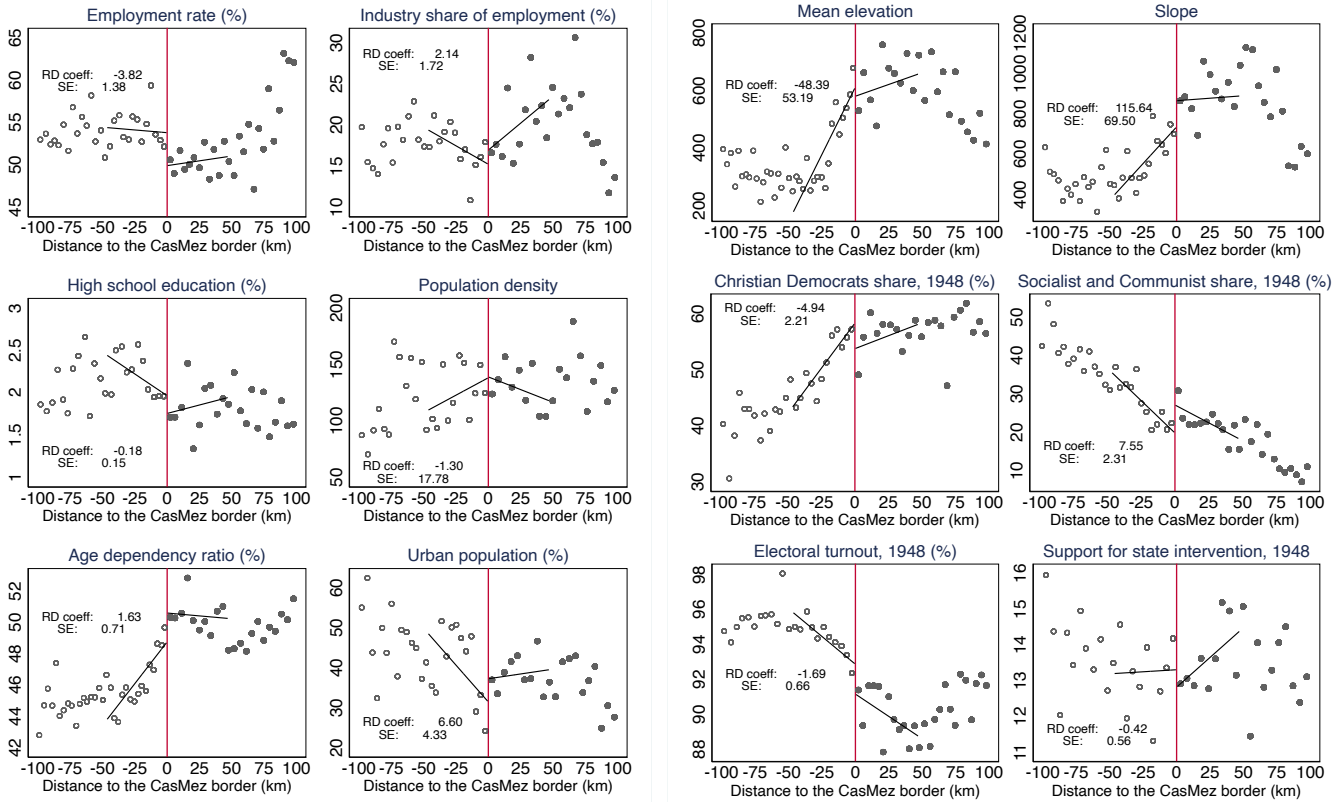 Employment rate (%)
65
60
55
50
45
RD coeff: -3.82
SE: 1.38
-100 -75 -50 -25 0 25 50 75 100
Distance to the CasMez border (km)
Industry share of employment (%)
30
25
20
15
10
RD coeff: 2.14
SE: 1.72
-100 -75 -50 -25 0 25 50 75 100
Distance to the CasMez border (km)
Mean elevation
800
600
400
200
RD coeff: -48.39
SE: 53.19
-100 -75 -50 -25 0 25 50 75 100
Distance to the CasMez border (km)
Slope
1200
1000
800
600
400
RD coeff: 115.64
SE: 69.50
-100 -75 -50 -25 0 25 50 75 100
Distance to the CasMez border (km)
High school education (%)
3
2.5
2
1.5
1
RD coeff: -0.18
SE: 0.15
-100 -75 -50 -25 0 25 50 75 100
Distance to the CasMez border (km)
Population density
200
150
100
50
RD coeff: -1.30
SE: 17.78
-100 -75 -50 -25 0 25 50 75 100
Distance to the CasMez border (km)
Christian Democrats share, 1948 (%)
60
50
40
30
RD coeff: -4.94
SE: 2.21
-100 -75 -50 -25 0 25 50 75 100
Distance to the CasMez border (km)
Socialist and Communist share, 1948 (%)
50
40
30
20
10
RD coeff: 7.55
SE: 2.31
-100 -75 -50 -25 0 25 50 75 100
Distance to the CasMez border (km)
Age dependency ratio (%)
52
50
48
46
44
42
RD coeff: 1.63
SE: 0.71
-100 -75 -50 -25 0 25 50 75 100
Distance to the CasMez border (km)
Urban population (%)
60
50
40
30
20
RD coeff: 6.60
SE: 4.33
-100 -75 -50 -25 0 25 50 75 100
Distance to the CasMez border (km)
Electoral turnout, 1948 (%)
98
96
94
92
90
88
RD coeff: -1.69
SE: 0.66
-100 -75 -50 -25 0 25 50 75 100
Distance to the CasMez border (km)
Support for state intervention, 1948
16
15
14
13
12
11
RD coeff: -0.42
SE: 0.56
-100 -75 -50 -25 0 25 50 75 100
Distance to the CasMez border (km)